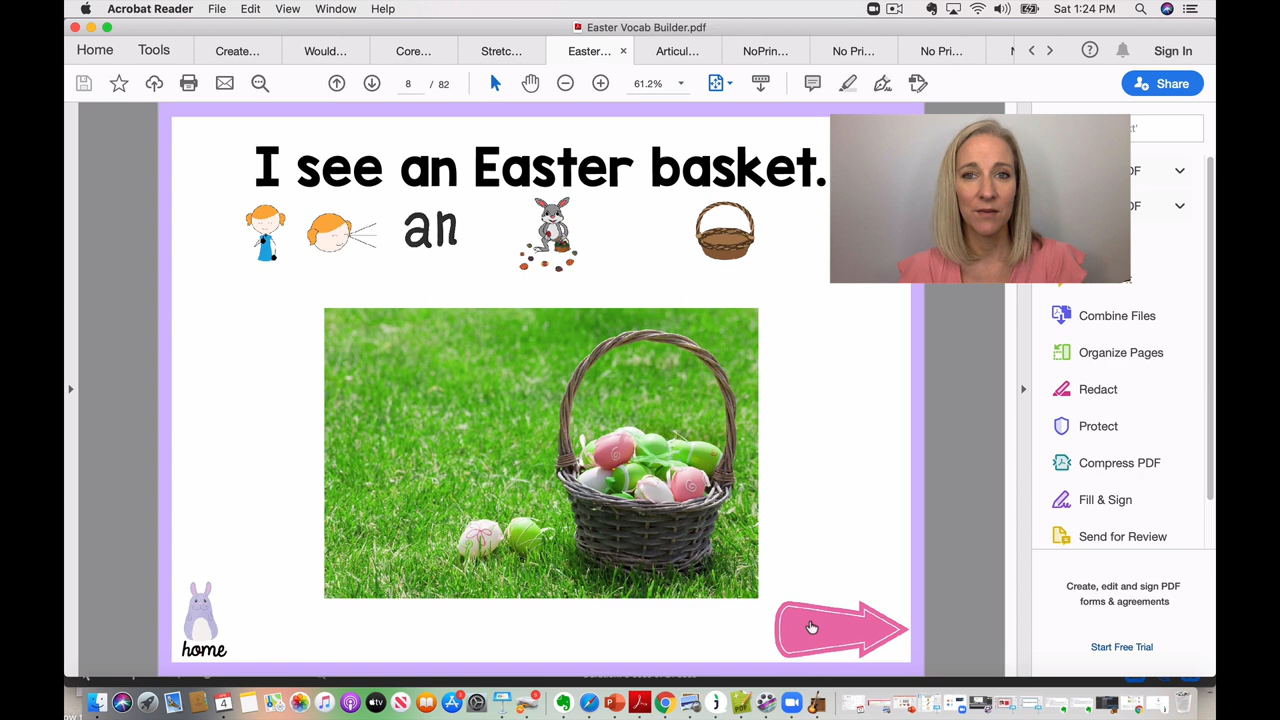 Acrobat Reader File Edit View Window Help Sat 1:24 PM
Easter Vocab Builder.pdf
Home Tools Create... Would... Core... Stretc... Easter... Articul... NoPrin... No Pri... No Pri... Sign In
8 / 82 61.2% Share
I see an Easter basket.
an
home
Combine Files
Organize Pages
Redact
Protect
Compress PDF
Fill & Sign
Send for Review
Create, edit and sign PDF
forms & agreements
Start Free Trial